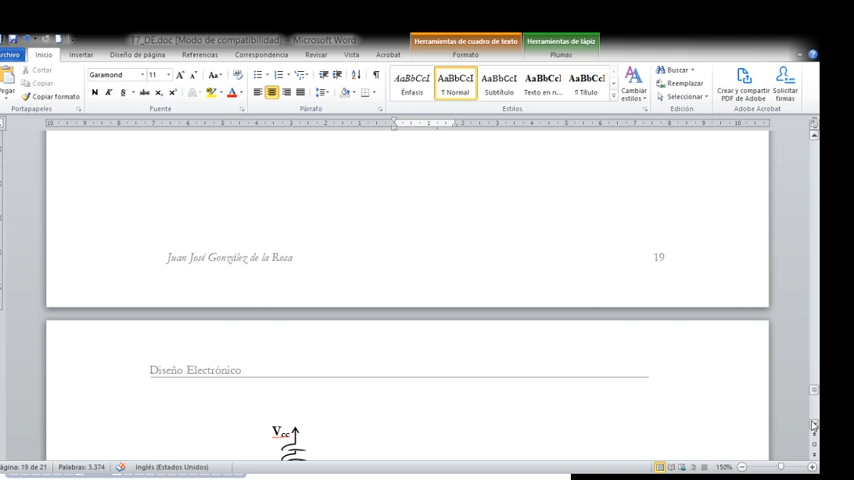 T7_DE.doc [Modo de compatibilidad] - Microsoft Word
Herramientas de cuadro de texto
Herramientas de lápiz
Archivo
Inicio
Insertar
Diseño de página
Referencias
Correspondencia
Revisar
Vista
Complementos
Acrobat
Formato
Plumas
Cortar
Copiar
Copiar formato
Portapapeles
Garamond
11
Fuente
Párrafo
AaBbCcI
Énfasis
AaBbCcI
¶ Normal
AaBbCcI
Subtítulo
AaBbCc
Texto en n...
AaBbCc
¶ Título
Cambiar
estilos
Estilos
Buscar
Reemplazar
Seleccionar
Edición
Crear y compartir
PDF de Adobe
Solicitar
firmas
Adobe Acrobat
Juan José González de la Rosa
19
Diseño Electrónico
Vcc
Página: 19 de 21
Palabras: 3.374
Inglés (Estados Unidos)
150%